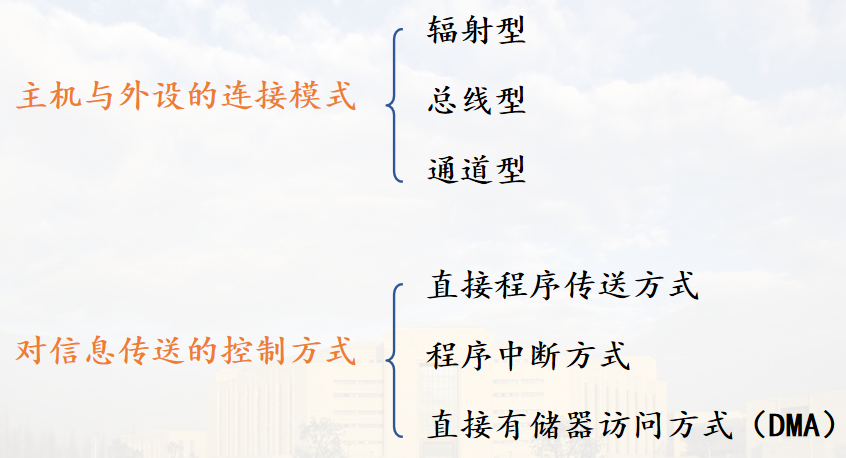 辐射型
主机与外设的连接模式
总线型
通道型
直接程序传送方式
对信息传送的控制方式
程序中断方式
直接有储器访问方式（DMA）